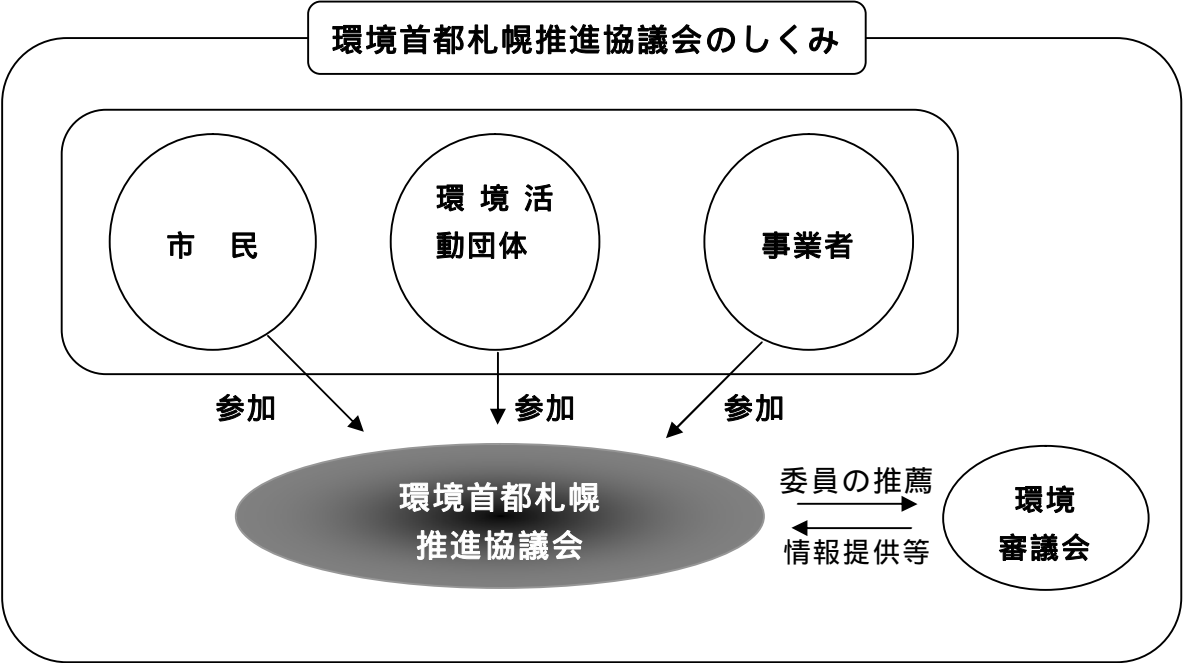 環境首都札幌推進協議会のしくみ
市　民
環 境 活
動団体
事業者
参加
参加
参加
環境首都札幌
推進協議会
委員の推薦
情報提供等
環境
審議会